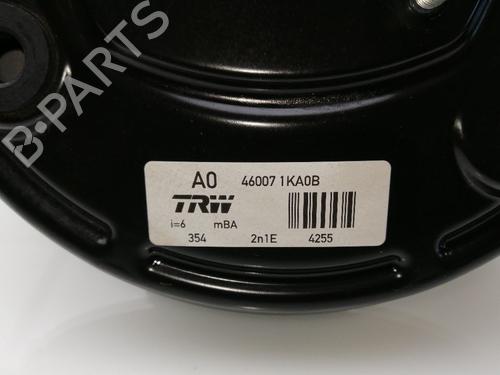 B-PARTS
A0 46007 1KA0B
TRW
i=6 mBA
354 2n1E 4255